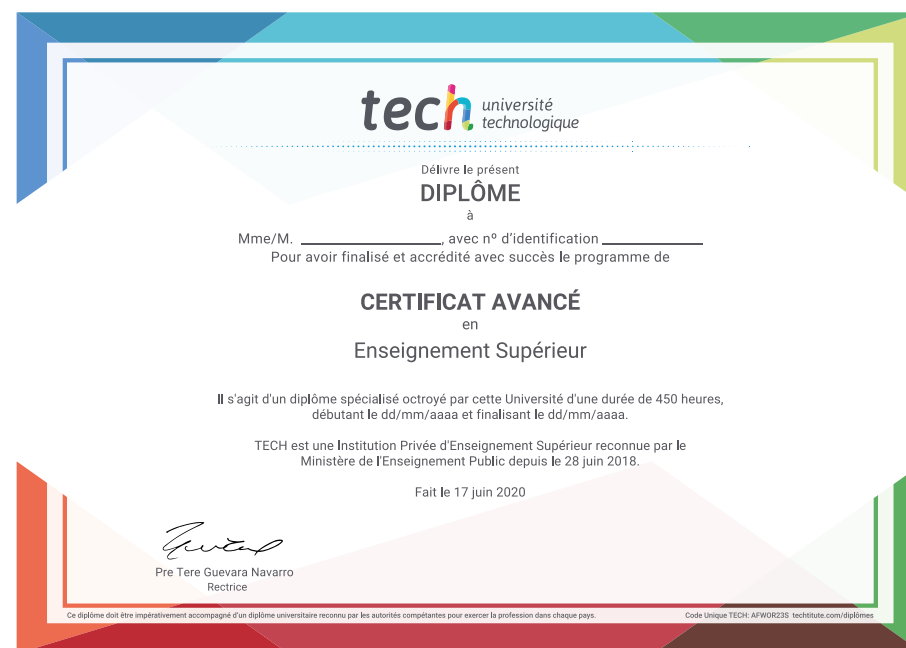 tech université
technologique
Délivre le présent
DIPLÔME
à
Mme/M. ____________________, avec nº d'identification ______________
Pour avoir finalisé et accrédité avec succès le programme de
CERTIFICAT AVANCÉ
en
Enseignement Supérieur
Il s'agit d'un diplôme spécialisé octroyé par cette Université d'une durée de 450 heures,
débutant le dd/mm/aaaa et finalisant le dd/mm/aaaa.
TECH est une Institution Privée d'Enseignement Supérieur reconnue par le
Ministère de l'Enseignement Public depuis le 28 juin 2018.
Fait le 17 juin 2020
Pre Tere Guevara Navarro
Rectrice
Ce diplôme doit être impérativement accompagné d'un diplôme universitaire reconnu par les autorités compétantes pour exercer la profession dans chaque pays.
Code Unique TECH: AFWOR23S techtitute.com/diplômes